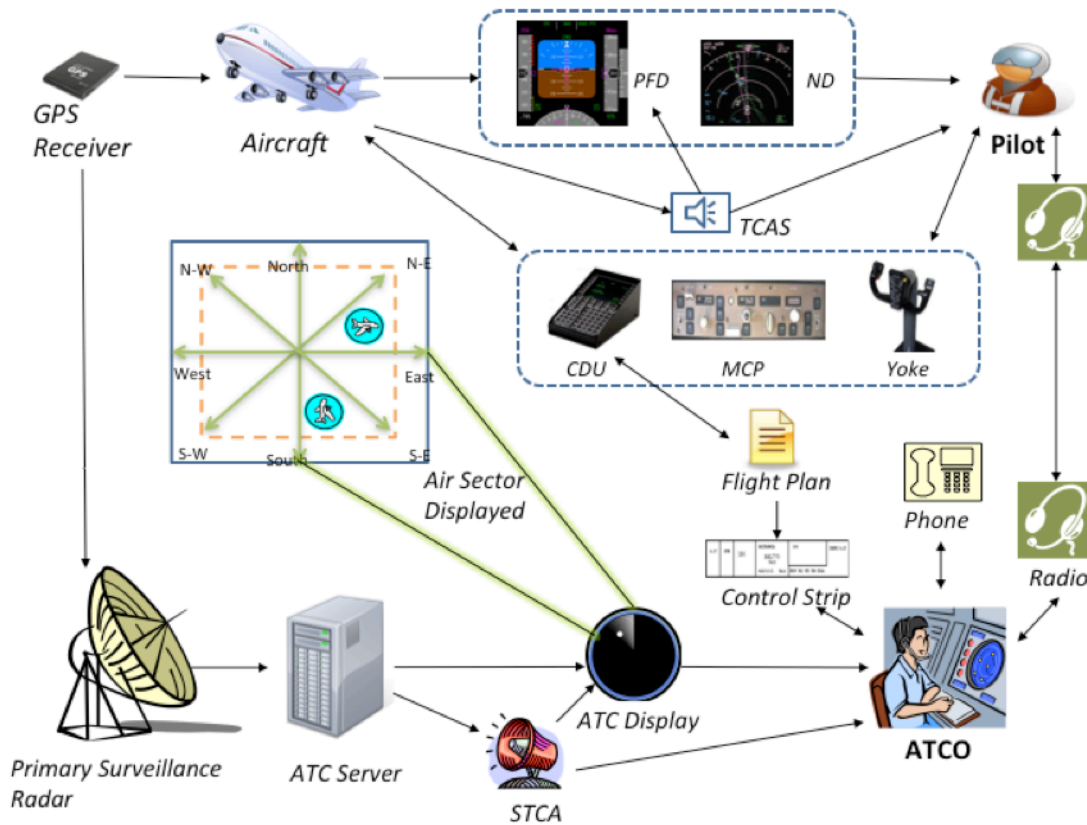 GPS
GPS
Receiver
Aircraft
PFD
ND
Pilot
TCAS
N-W
North
N-E
West
East
S-W
South
S-E
Air Sector
Displayed
CDU
MCP
Yoke
Flight Plan
Phone
Control Strip
Radio
Primary Surveillance
Radar
ATC Server
STCA
ATC Display
ATCO